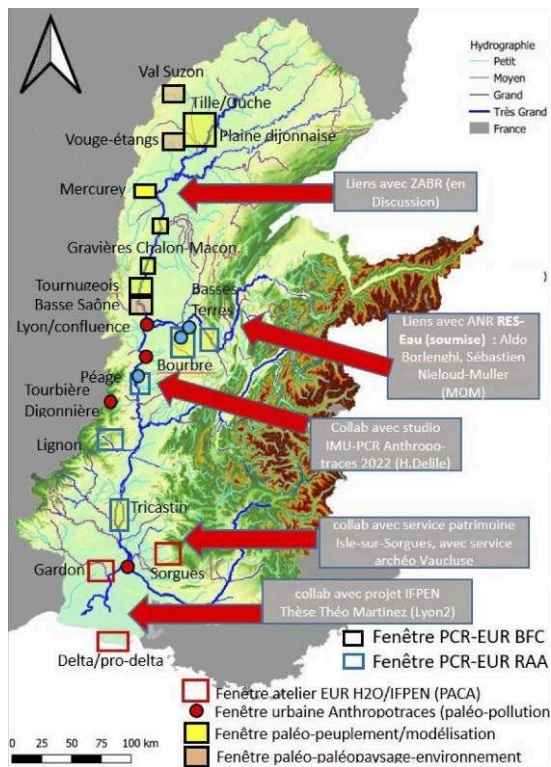 Hydrographie
Petit
Moyen
Grand
Très Grand
France
Val Suzon
Tille/Ouche
Vouge-étangs
Plaine dijonnaise
Mercurey
Liens avec ZABR (en
Discussion)
Gravières Chalon-Macon
Tournugeois
Basse Saône
Basses
Terres
Lyon/confluence
)
Liens avec ANR RES-
Eau (soumise) : Aldo
Borlenghi, Sébastien
Nieloud-Muller
(MOM)
Bourbre
Péage
Tourbière
Digonnière
Collab avec studio
IMU-PCR Anthropo-
traces 2022 (H.Delile)
Lignon
Tricastin
collab avec service patrimoine
Isle-sur-Sorgues, avec service
archéo Vaucluse
Gardon
Sorgues
collab avec projet IFPEN
Thèse Théo Martinez (Lyon2)
Delta/pro-delta
Fenêtre PCR-EUR BFC
Fenêtre PCR-EUR RAA
Fenêtre atelier EUR H2O/IFPEN (PACA)
Fenêtre urbaine Anthropotraces (paléo-pollution
Fenêtre paléo-peuplement/modélisation
Fenêtre paléo-paléopaysage-environnement
0 25 50 75 100 km